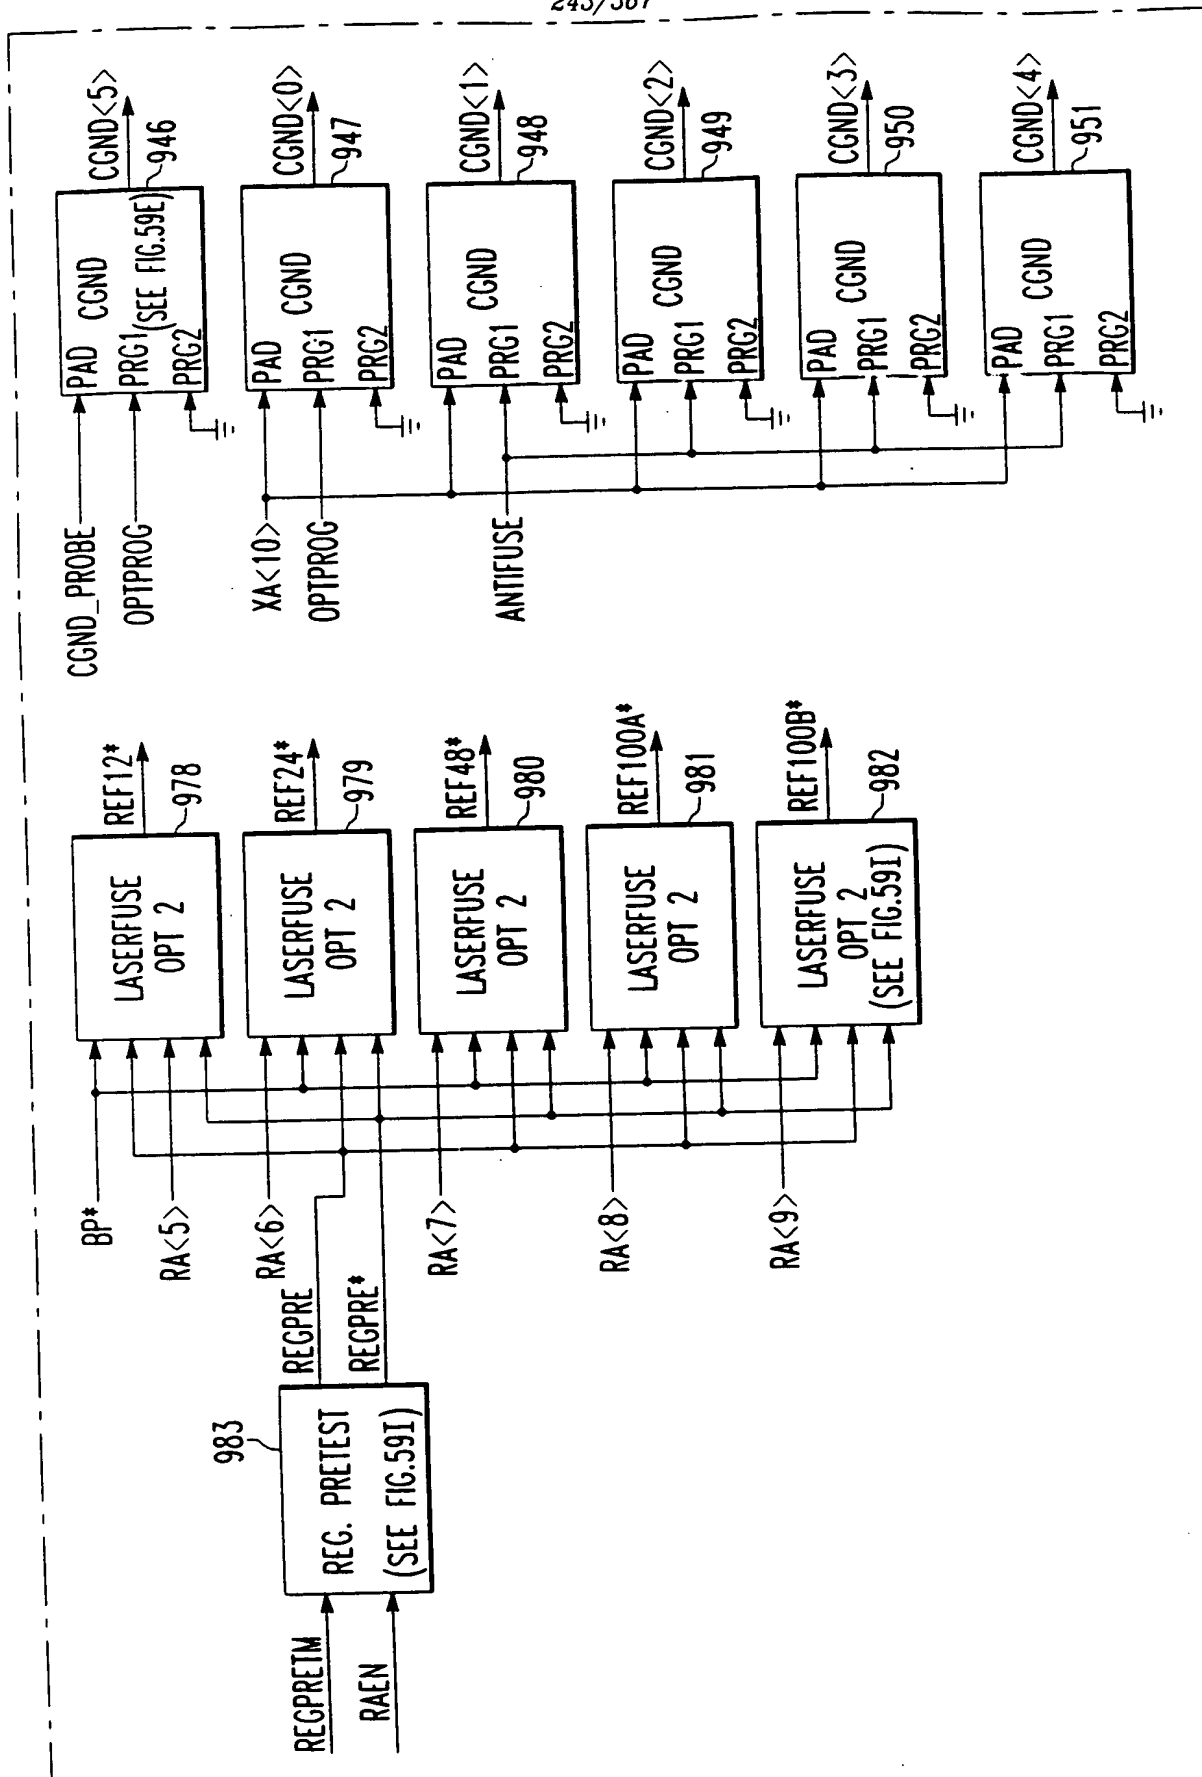 243/367
CGND_PROBE
OPTPROG
PAD
PRG1
PRG2
CGND
(SEE FIG.59E)
946
CGND<5>
XA<10>
OPTPROG
PAD
PRG1
PRG2
CGND
947
CGND<0>
ANTIFUSE
PAD
PRG1
PRG2
CGND
948
CGND<1>
PAD
PRG1
PRG2
CGND
949
CGND<2>
PAD
PRG1
PRG2
CGND
950
CGND<3>
PAD
PRG1
PRG2
CGND
951
CGND<4>
REGPRETM
RAEN
983
REG. PRETEST
(SEE FIG.59I)
REGPRE
REGPRE*
BP*
RA<5>
RA<6>
RA<7>
RA<8>
RA<9>
LASERFUSE
OPT 2
978
REF12*
LASERFUSE
OPT 2
979
REF24*
LASERFUSE
OPT 2
980
REF48*
LASERFUSE
OPT 2
981
REF100A*
LASERFUSE
OPT 2
(SEE FIG.59I)
982
REF100B*